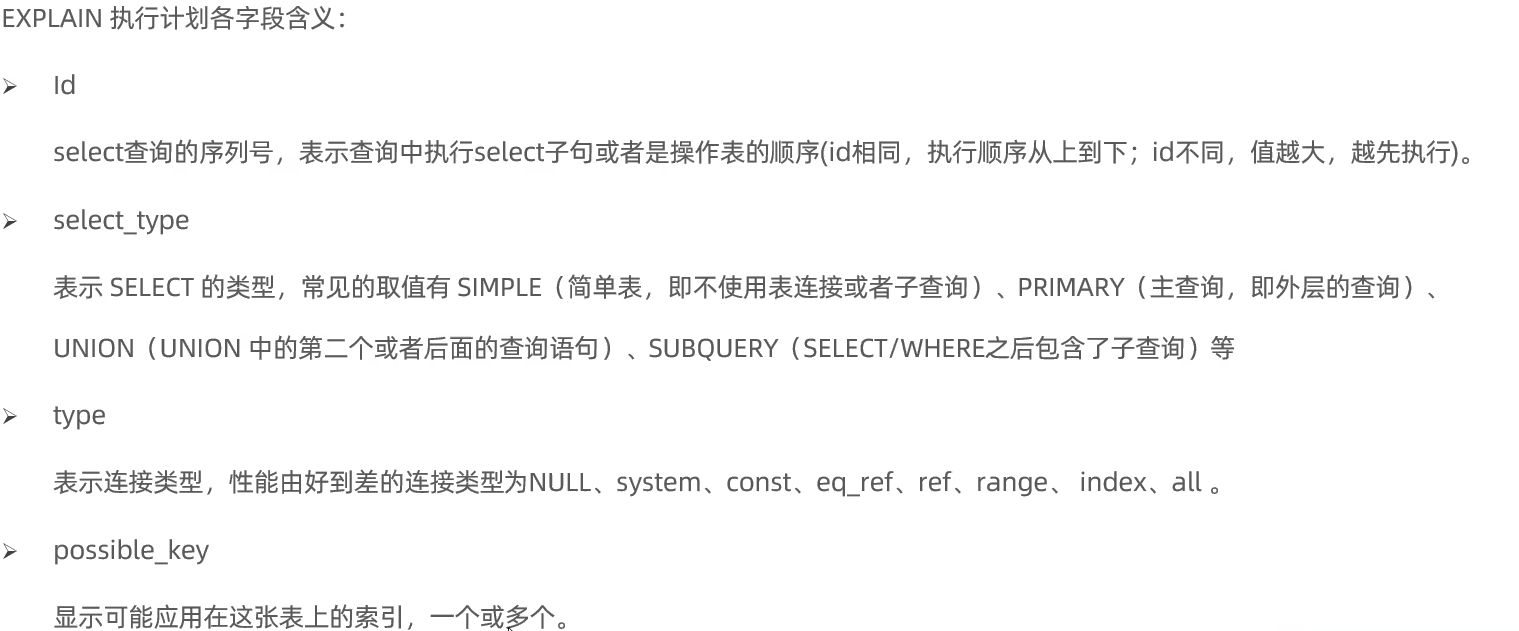 EXPLAIN 执行计划各字段含义：
➢ Id
select查询的序列号，表示查询中执行select子句或者是操作表的顺序(id相同，执行顺序从上到下；id不同，值越大，越先执行)。
➢ select_type
表示 SELECT 的类型，常见的取值有 SIMPLE（简单表，即不使用表连接或者子查询）、PRIMARY（主查询，即外层的查询）、
UNION（UNION 中的第二个或者后面的查询语句）、SUBQUERY（SELECT/WHERE之后包含了子查询）等
➢ type
表示连接类型，性能由好到差的连接类型为NULL、system、const、eq_ref、ref、range、 index、all 。
➢ possible_key
显示可能应用在这张表上的索引，一个或多个。